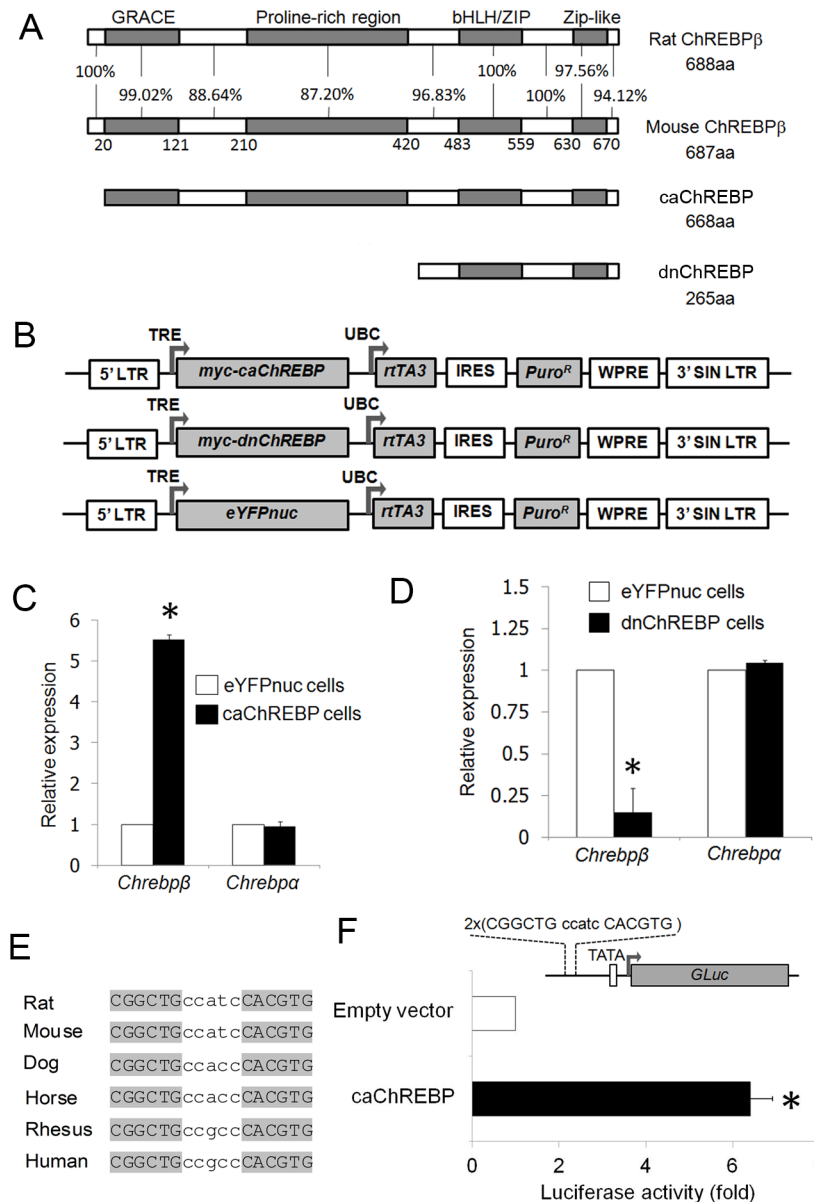 A
GRACE Proline-rich region bHLH/ZIP Zip-like
Rat ChREBPβ
688aa
100% 100% 97.56%
99.02% 88.64% 87.20% 96.83% 100% 94.12%
Mouse ChREBPβ
20 121 210 420 483 559 630 670
687aa
caChREBP
668aa
dnChREBP
265aa
B
TRE UBC
5' LTR myc-caChREBP rtTA3 IRES Puro^R WPRE 3' SIN LTR
TRE UBC
5' LTR myc-dnChREBP rtTA3 IRES Puro^R WPRE 3' SIN LTR
TRE UBC
5' LTR eYFPnuc rtTA3 IRES Puro^R WPRE 3' SIN LTR
C
Relative expression
6
5
4
3
2
1
0
*
eYFPnuc cells
caChREBP cells
Chrebpβ Chrebpα
D
Relative expression
1.5
1.25
1
0.75
0.5
0.25
0
eYFPnuc cells
dnChREBP cells
*
Chrebpβ Chrebpα
E
Rat CGGCTGccatcCACGTG
Mouse CGGCTGccatcCACGTG
Dog CGGCTGccaccCACGTG
Horse CGGCTGccaccCACGTG
Rhesus CGGCTGccgccCACGTG
Human CGGCTGccgccCACGTG
F
2x(CGGCTG ccatc CACGTG )
TATA
GLuc
Empty vector
caChREBP
*
0 2 4 6
Luciferase activity (fold)